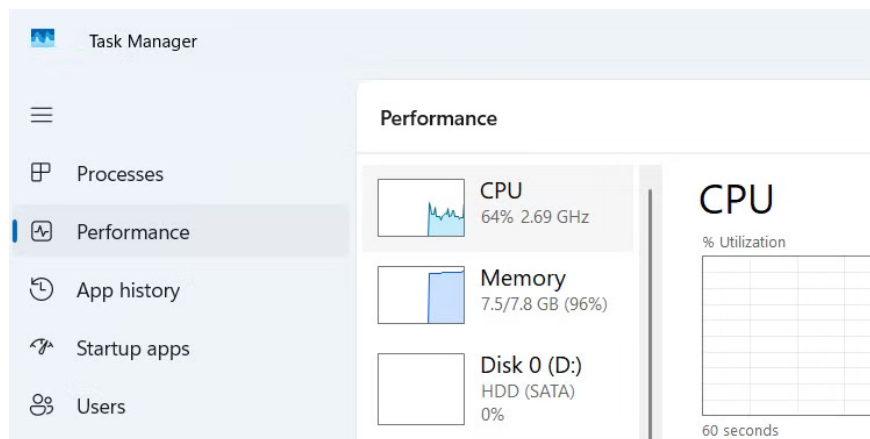 Task Manager
Processes
Performance
App history
Startup apps
Users
Performance
CPU
64% 2.69 GHz
Memory
7.5/7.8 GB (96%)
Disk 0 (D:)
HDD (SATA)
0%
CPU
% Utilization
60 seconds